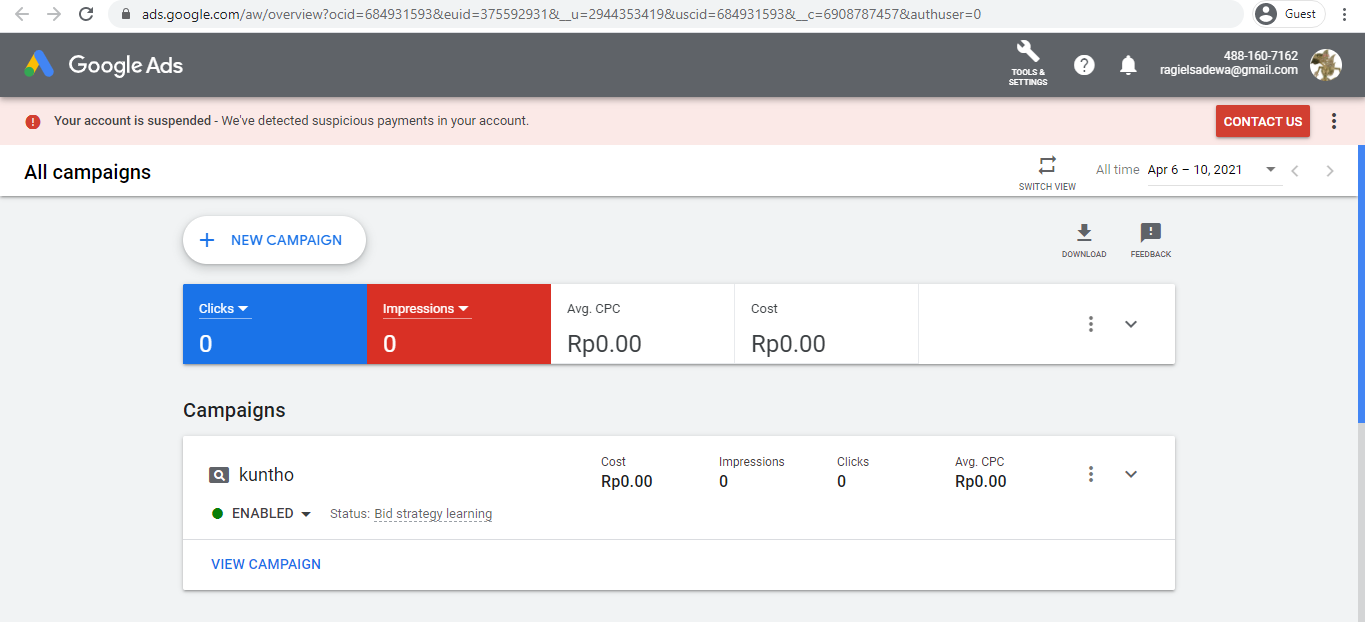 ads.google.com/aw/overview?ocid=684931593&euid=375592931&__u=2944353419&uscid=684931593&__c=6908787457&authuser=0
Guest
Google Ads
TOOLS & SETTINGS
488-160-7162
ragielsadewa@gmail.com
Your account is suspended - We've detected suspicious payments in your account.
CONTACT US
All campaigns
SWITCH VIEW
All time Apr 6 – 10, 2021
NEW CAMPAIGN
DOWNLOAD
FEEDBACK
Clicks Impressions Avg. CPC Cost
0 0 Rp0.00 Rp0.00
Campaigns
kuntho
Cost Impressions Clicks Avg. CPC
Rp0.00 0 0 Rp0.00
ENABLED Status: Bid strategy learning
VIEW CAMPAIGN